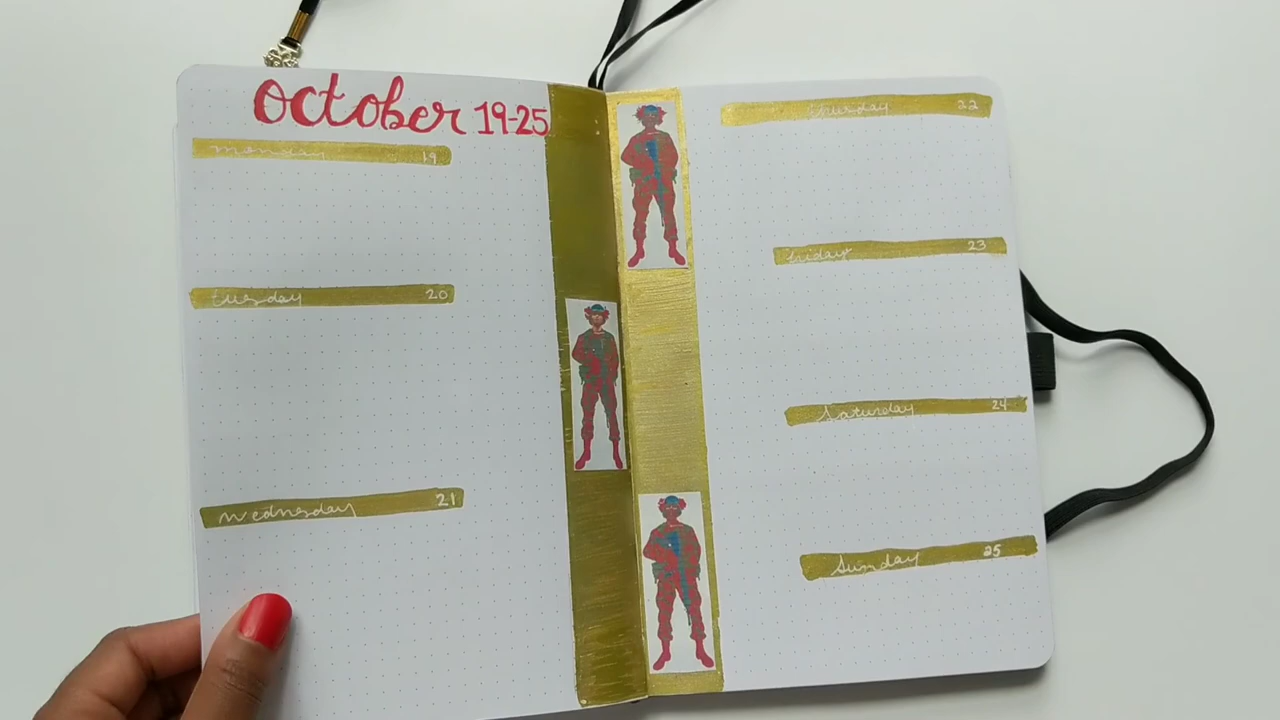 october 19-25
monday 19
tuesday 20
wednesday 21
thursday 22
friday 23
Saturday 24
Sunday 25